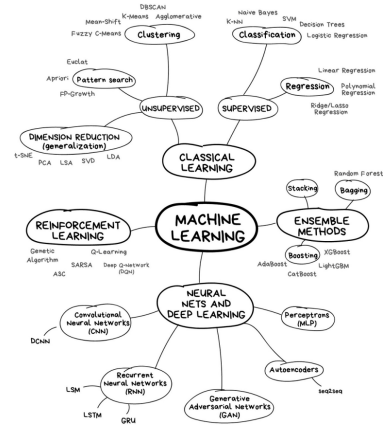 DBSCAN
Mean-Shift
K-Means
Agglomerative
Fuzzy C-Means
Clustering
Naive Bayes
SVM
K-NN
Decision Trees
Logistic Regression
Classification
Euclat
Apriori
Pattern search
FP-Growth
Linear Regression
Polynomial
Regression
Ridge/Lasso
Regression
Regression
UNSUPERVISED
SUPERVISED
DIMENSION REDUCTION
(generalization)
t-SNE
PCA
LSA
SVD
LDA
CLASSICAL
LEARNING
Random Forest
Stacking
Bagging
REINFORCEMENT
LEARNING
MACHINE
LEARNING
ENSEMBLE
METHODS
Genetic
Algorithm
Q-Learning
SARSA
Deep Q-Network
(DQN)
A3C
Boosting
XGBoost
AdaBoost
LightGBM
CatBoost
NEURAL
NETS AND
DEEP LEARNING
Convolutional
Neural Networks
(CNN)
DCNN
Perceptrons
(MLP)
Recurrent
Neural Networks
(RNN)
LSM
LSTM
GRU
Autoencoders
seq2seq
Generative
Adversarial Networks
(GAN)